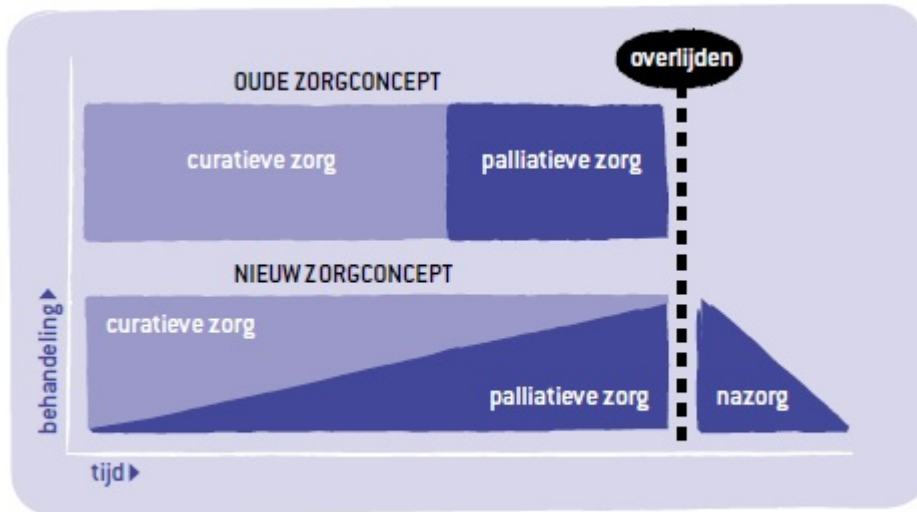 overlijden
OUDE ZORGCONCEPT
curatieve zorg
palliatieve zorg
NIEUW ZORGCONCEPT
curatieve zorg
palliatieve zorg
nazorg
behandeling
tijd